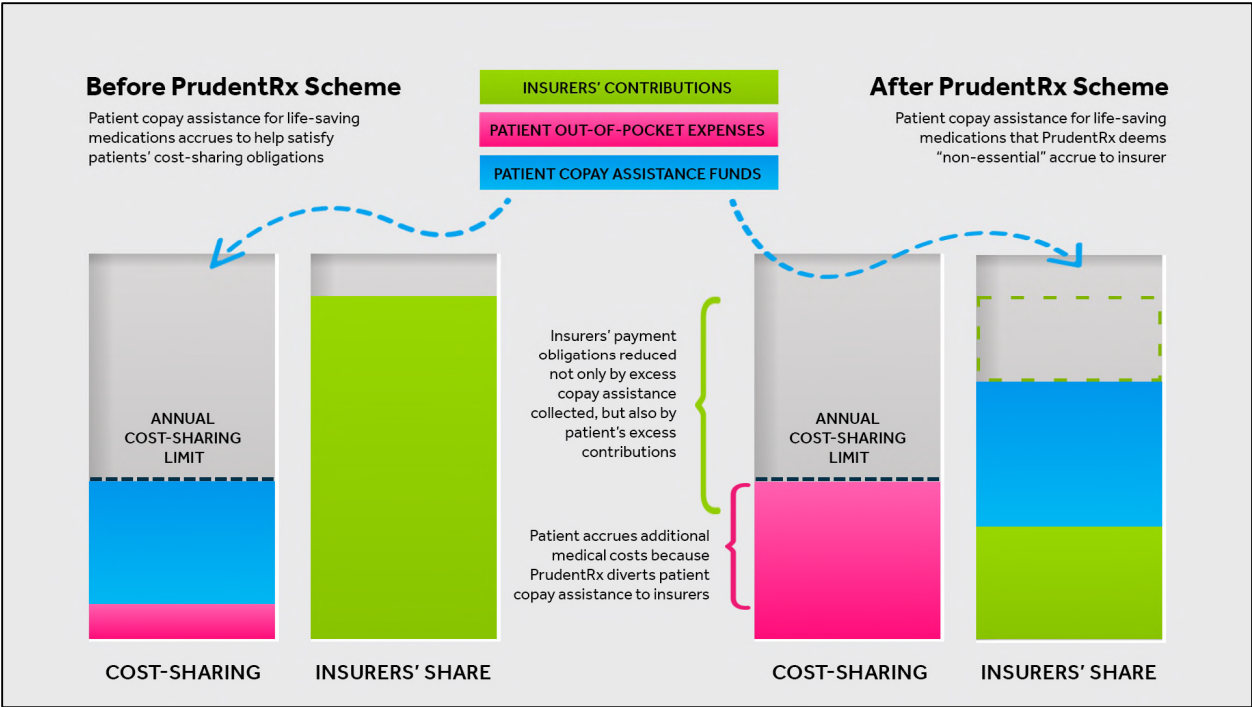 Before PrudentRx Scheme
Patient copay assistance for life-saving
medications accrues to help satisfy
patients’ cost-sharing obligations
INSURERS’ CONTRIBUTIONS
PATIENT OUT-OF-POCKET EXPENSES
PATIENT COPAY ASSISTANCE FUNDS
After PrudentRx Scheme
Patient copay assistance for life-saving
medications that PrudentRx deems
“non-essential” accrue to insurer
ANNUAL
COST-SHARING
LIMIT
Insurers’ payment
obligations reduced
not only by excess
copay assistance
collected, but also by
patient’s excess
contributions
Patient accrues additional
medical costs because
PrudentRx diverts patient
copay assistance to insurers
ANNUAL
COST-SHARING
LIMIT
COST-SHARING
INSURERS’ SHARE
COST-SHARING
INSURERS’ SHARE